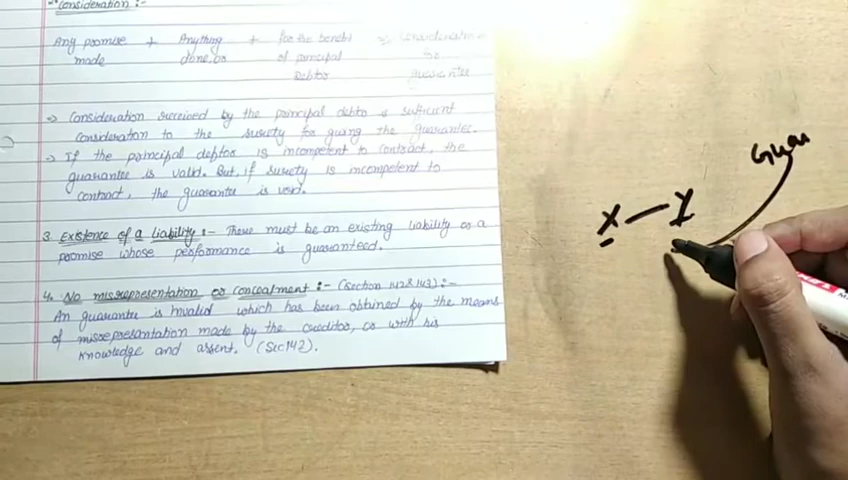 Consideration :-
Any promise + Anything + for the benefit
made done, or of principal
Debtor guarantee
→ Consideration received by the principal debto is sufficient
consideration to the surety for giving the guarantee.
→ If the principal debtor is incompetent to contract, the
guarantee is valid. But, if surety is incompetent to
contract, the guarantee is void.
3. Existence of a liability :- There must be an existing liability or a
promise whose performance is guaranteed.
4. No misrepresentation or concealment :- (Section 142 & 143) :-
An guarantee is invalid which has been obtained by the means
of misrepresentation made by the creditor, or with his
knowledge and assent. (Sec 142).
X — Y
Guar